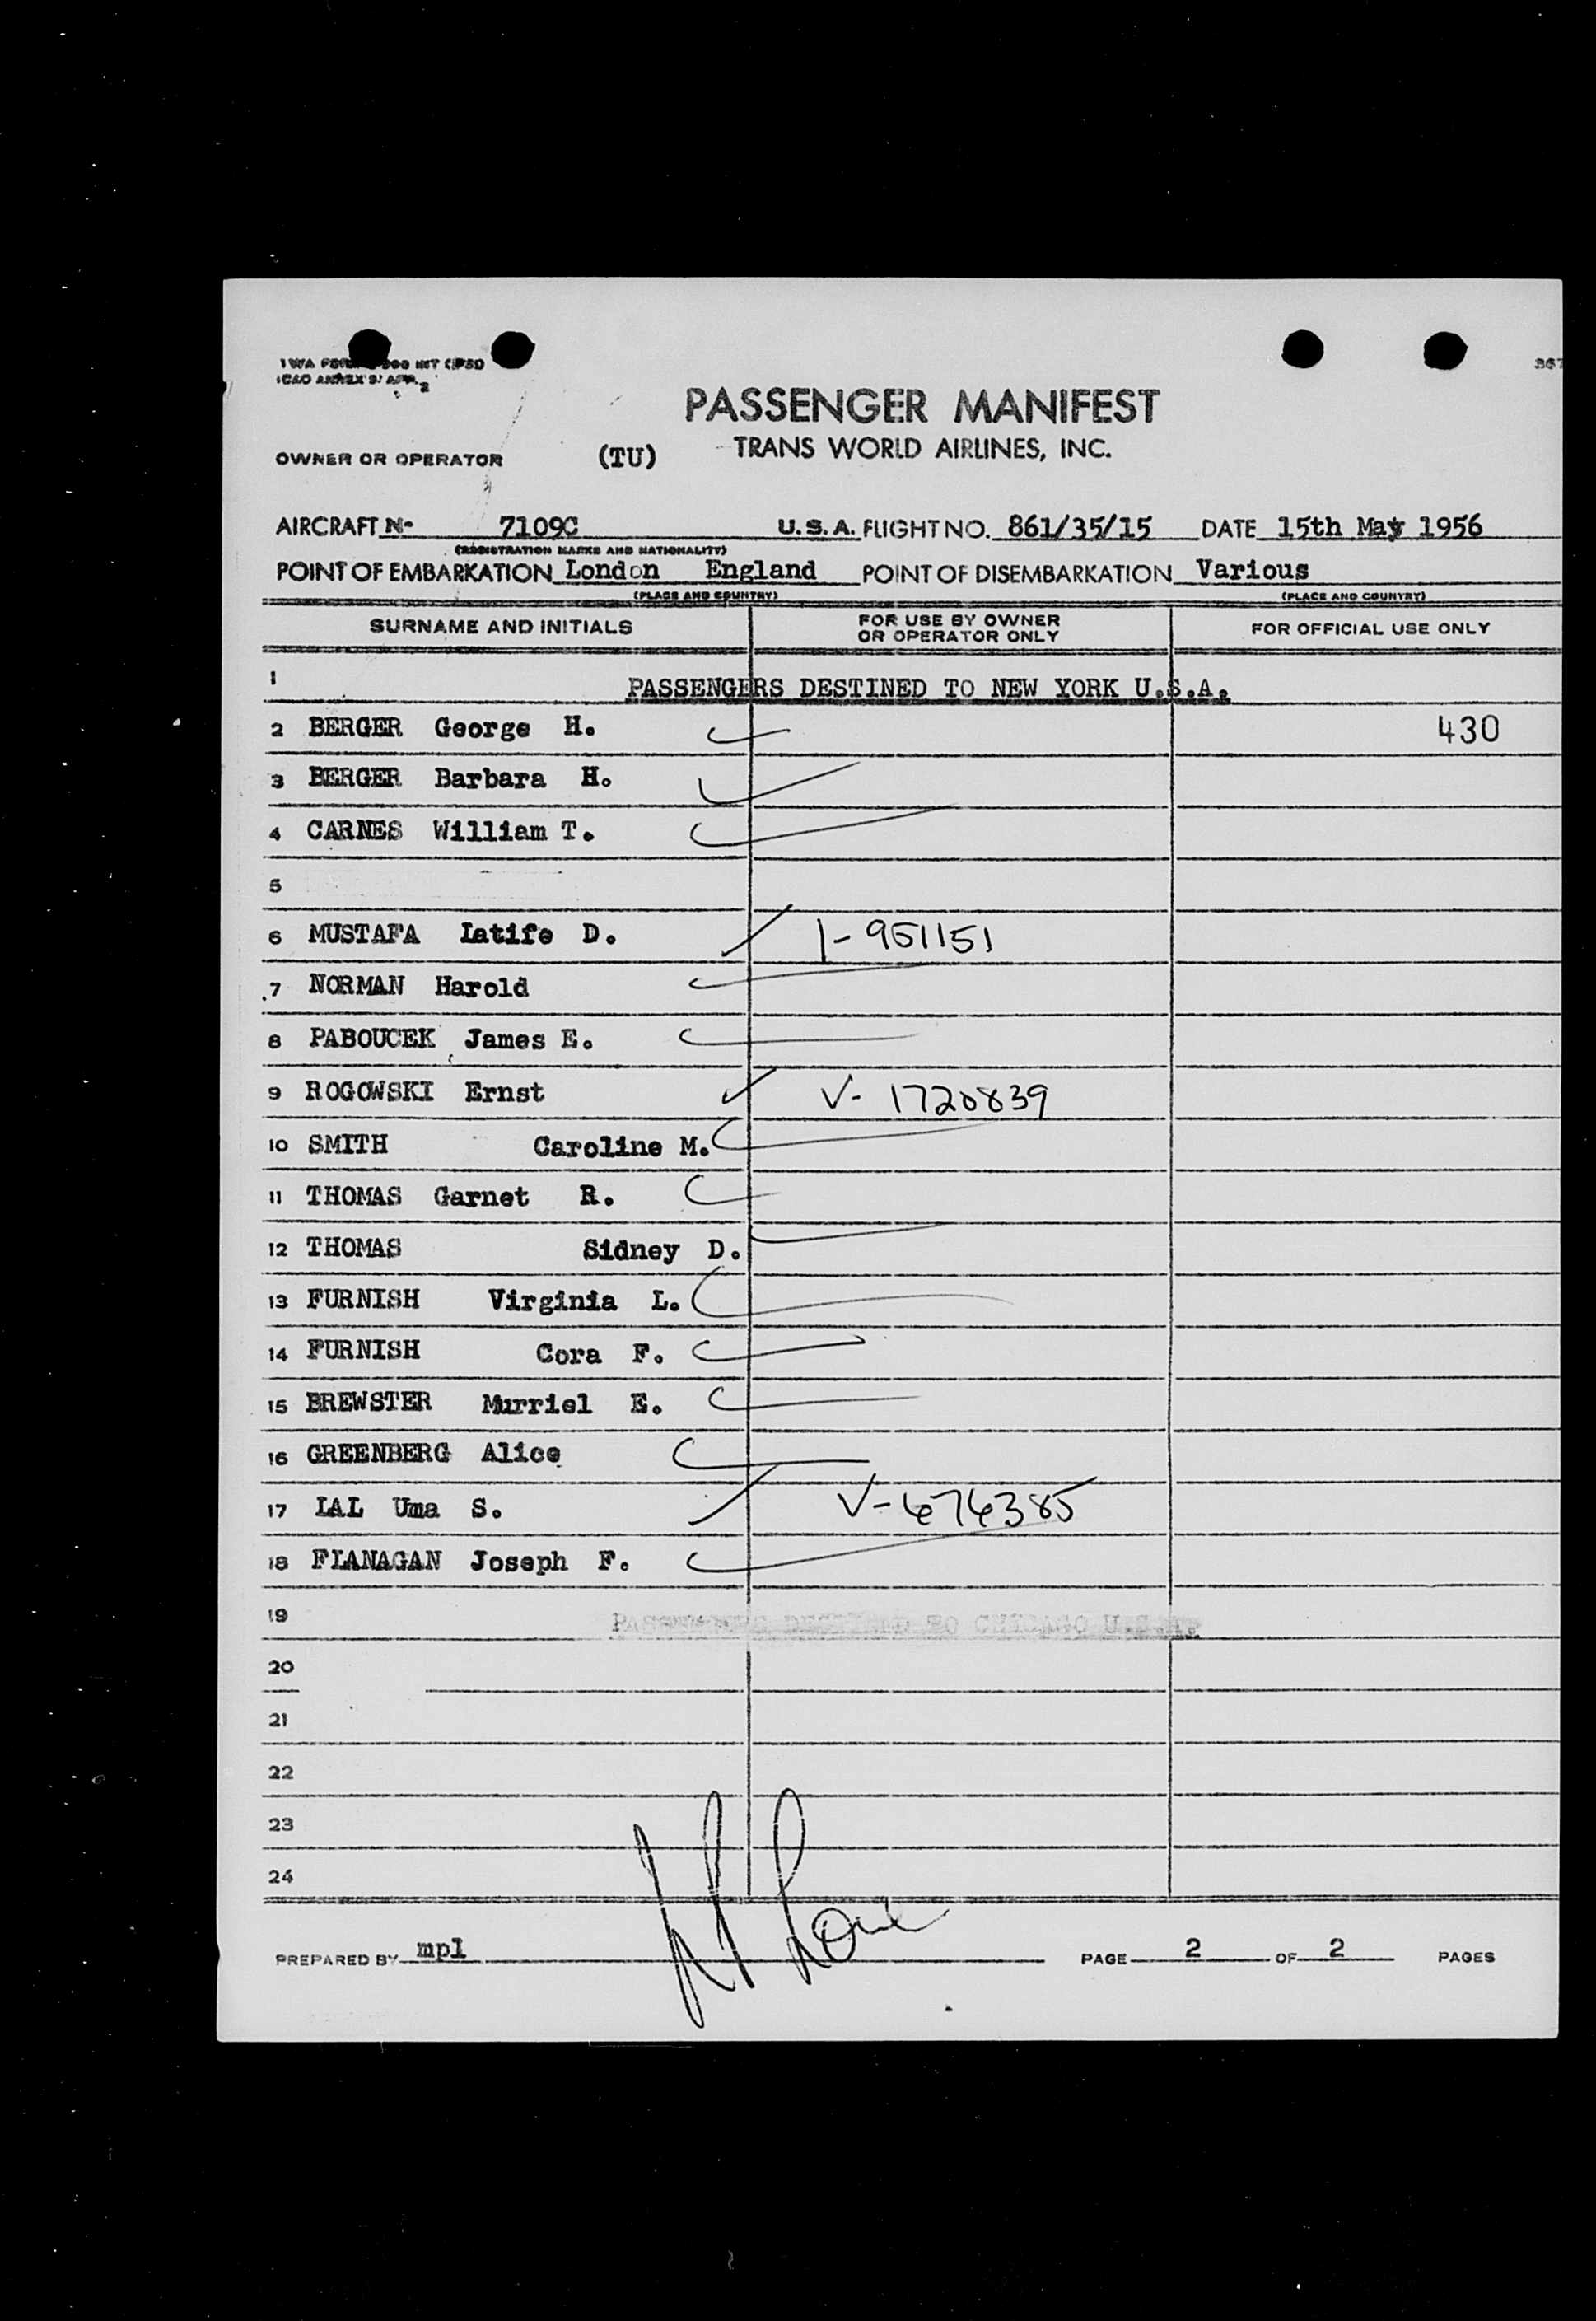 PASSENGER MANIFEST
OWNER OR OPERATOR (TU) TRANS WORLD AIRLINES, INC.
AIRCRAFT N- 7109C U.S.A. FLIGHT NO. 861/35/15 DATE 15th May 1956
(REGISTRATION MARKS AND NATIONALITY)
POINT OF EMBARKATION London England POINT OF DISEMBARKATION Various
(PLACE AND COUNTRY) (PLACE AND COUNTRY)
SURNAME AND INITIALS FOR USE BY OWNER OR OPERATOR ONLY FOR OFFICIAL USE ONLY
1 PASSENGERS DESTINED TO NEW YORK U.S.A.
2 BERGER George H. 430
3 BERGER Barbara H.
4 CARNES William T.
5
6 MUSTAFA Latife D. 1-951151
7 NORMAN Harold
8 PABOUCEK James E.
9 ROGOWSKI Ernst V-1720839
10 SMITH Caroline M.
11 THOMAS Garnet R.
12 THOMAS Sidney D.
13 FURNISH Virginia L.
14 FURNISH Cora F.
15 BREWSTER Murriel E.
16 GREENBERG Alice
17 LAL Uma S. V-474385
18 FLANAGAN Joseph F.
19 PASSENGERS DESTINED TO CHICAGO U.S.A.
20
21
22
23
24
PREPARED BY mpl PAGE 2 OF 2 PAGES